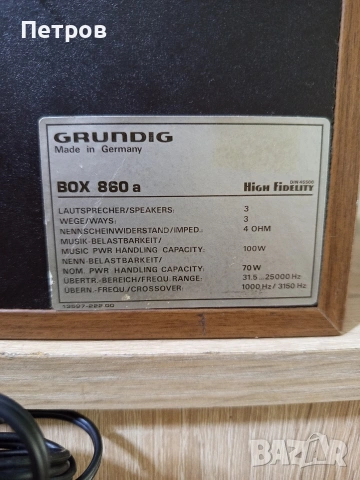 Петров
GRUNDIG
Made in Germany
BOX 860 a
DIN 45500
HIGH FIDELITY
LAUTSPRECHER/SPEAKERS: 3
WEGE/WAYS: 3
NENNSCHEINWIDERSTAND/IMPED.: 4 OHM
MUSIK-BELASTBARKEIT/
MUSIC PWR HANDLING CAPACITY: 100W
NENN-BELASTBARKEIT/
NOM. PWR HANDLING CAPACITY: 70W
ÜBERTR.-BEREICH/FREQU. RANGE: 31.5...25000 Hz
ÜBERN.-FREQU./CROSSOVER: 1000 Hz / 3150 Hz
BAZAR